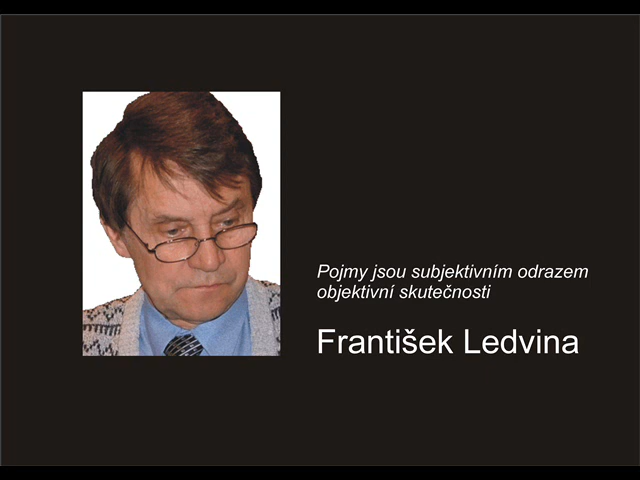 Pojmy jsou subjektivním odrazem
objektivní skutečnosti
František Ledvina